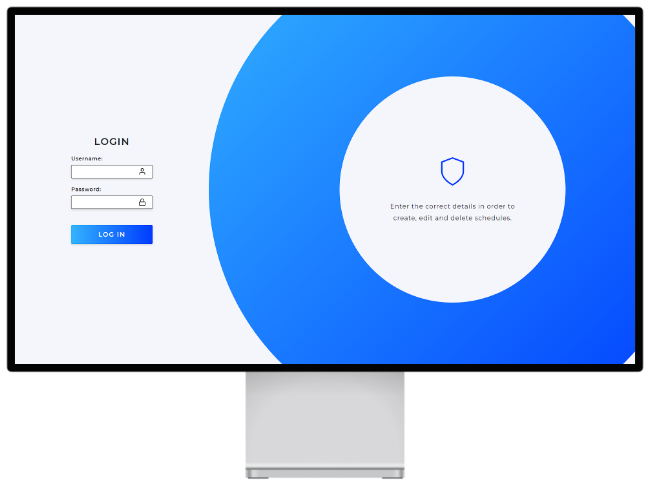 LOGIN
Username:
Password:
LOG IN
Enter the correct details in order to
create, edit and delete schedules.